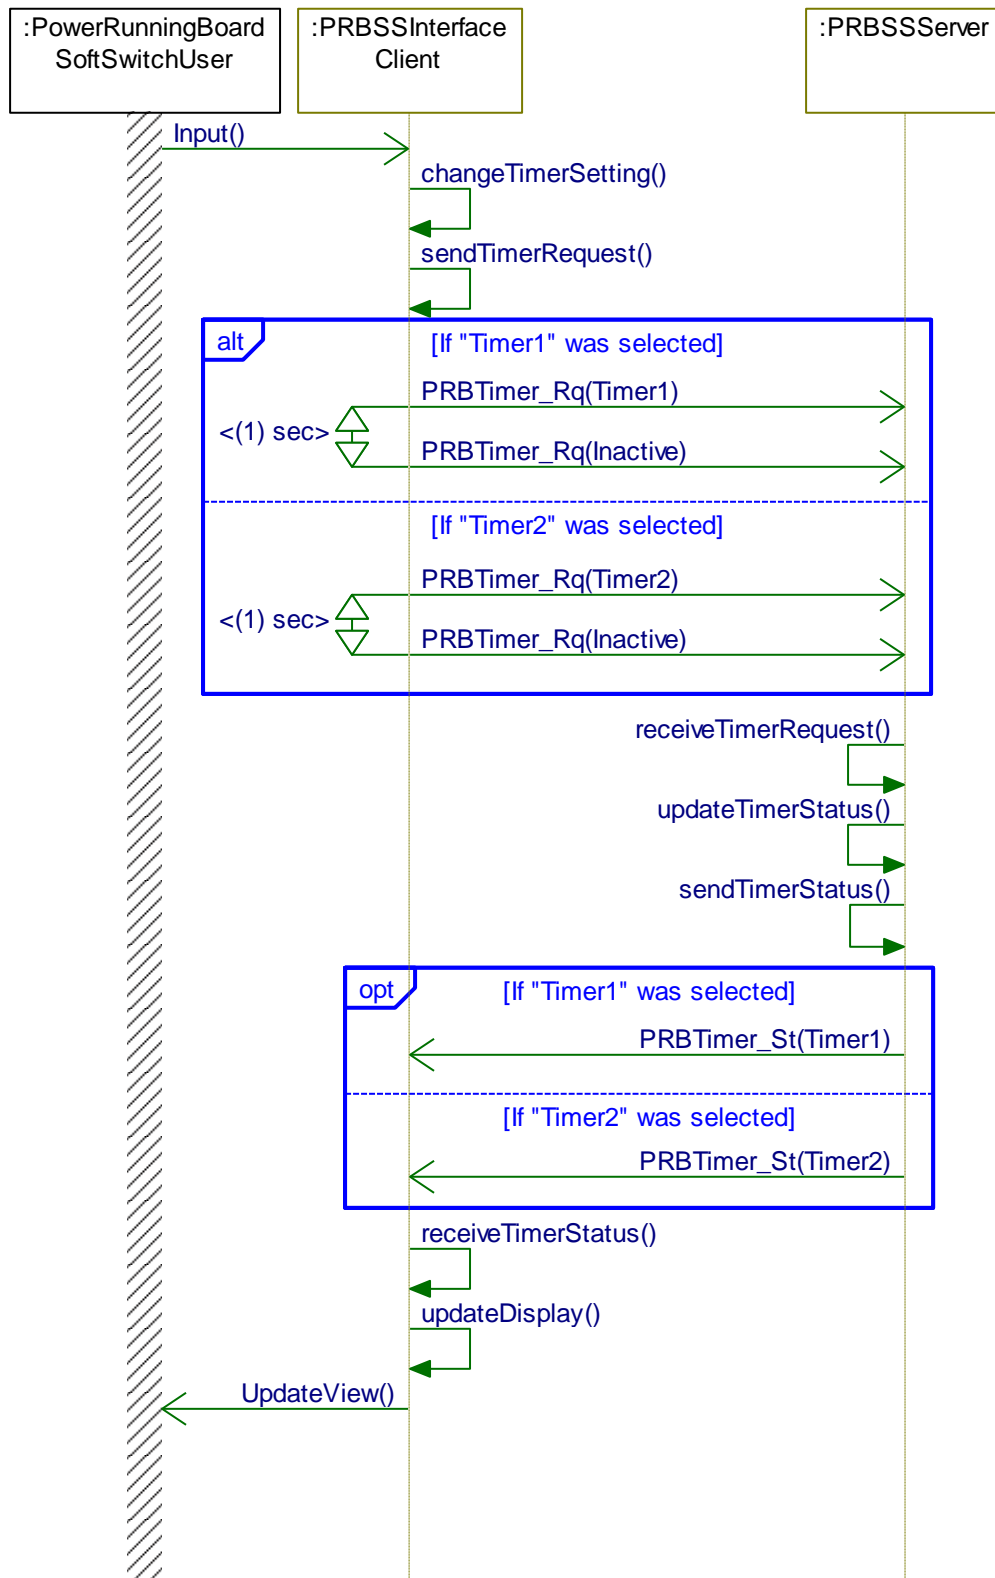 :PowerRunningBoard
SoftSwitchUser
:PRBSSInterface
Client
:PRBSSServer
Input()
changeTimerSetting()
sendTimerRequest()
alt
[If "Timer1" was selected]
PRBTimer_Rq(Timer1)
<(1) sec>
PRBTimer_Rq(Inactive)
[If "Timer2" was selected]
PRBTimer_Rq(Timer2)
<(1) sec>
PRBTimer_Rq(Inactive)
receiveTimerRequest()
updateTimerStatus()
sendTimerStatus()
opt
[If "Timer1" was selected]
PRBTimer_St(Timer1)
[If "Timer2" was selected]
PRBTimer_St(Timer2)
receiveTimerStatus()
updateDisplay()
UpdateView()